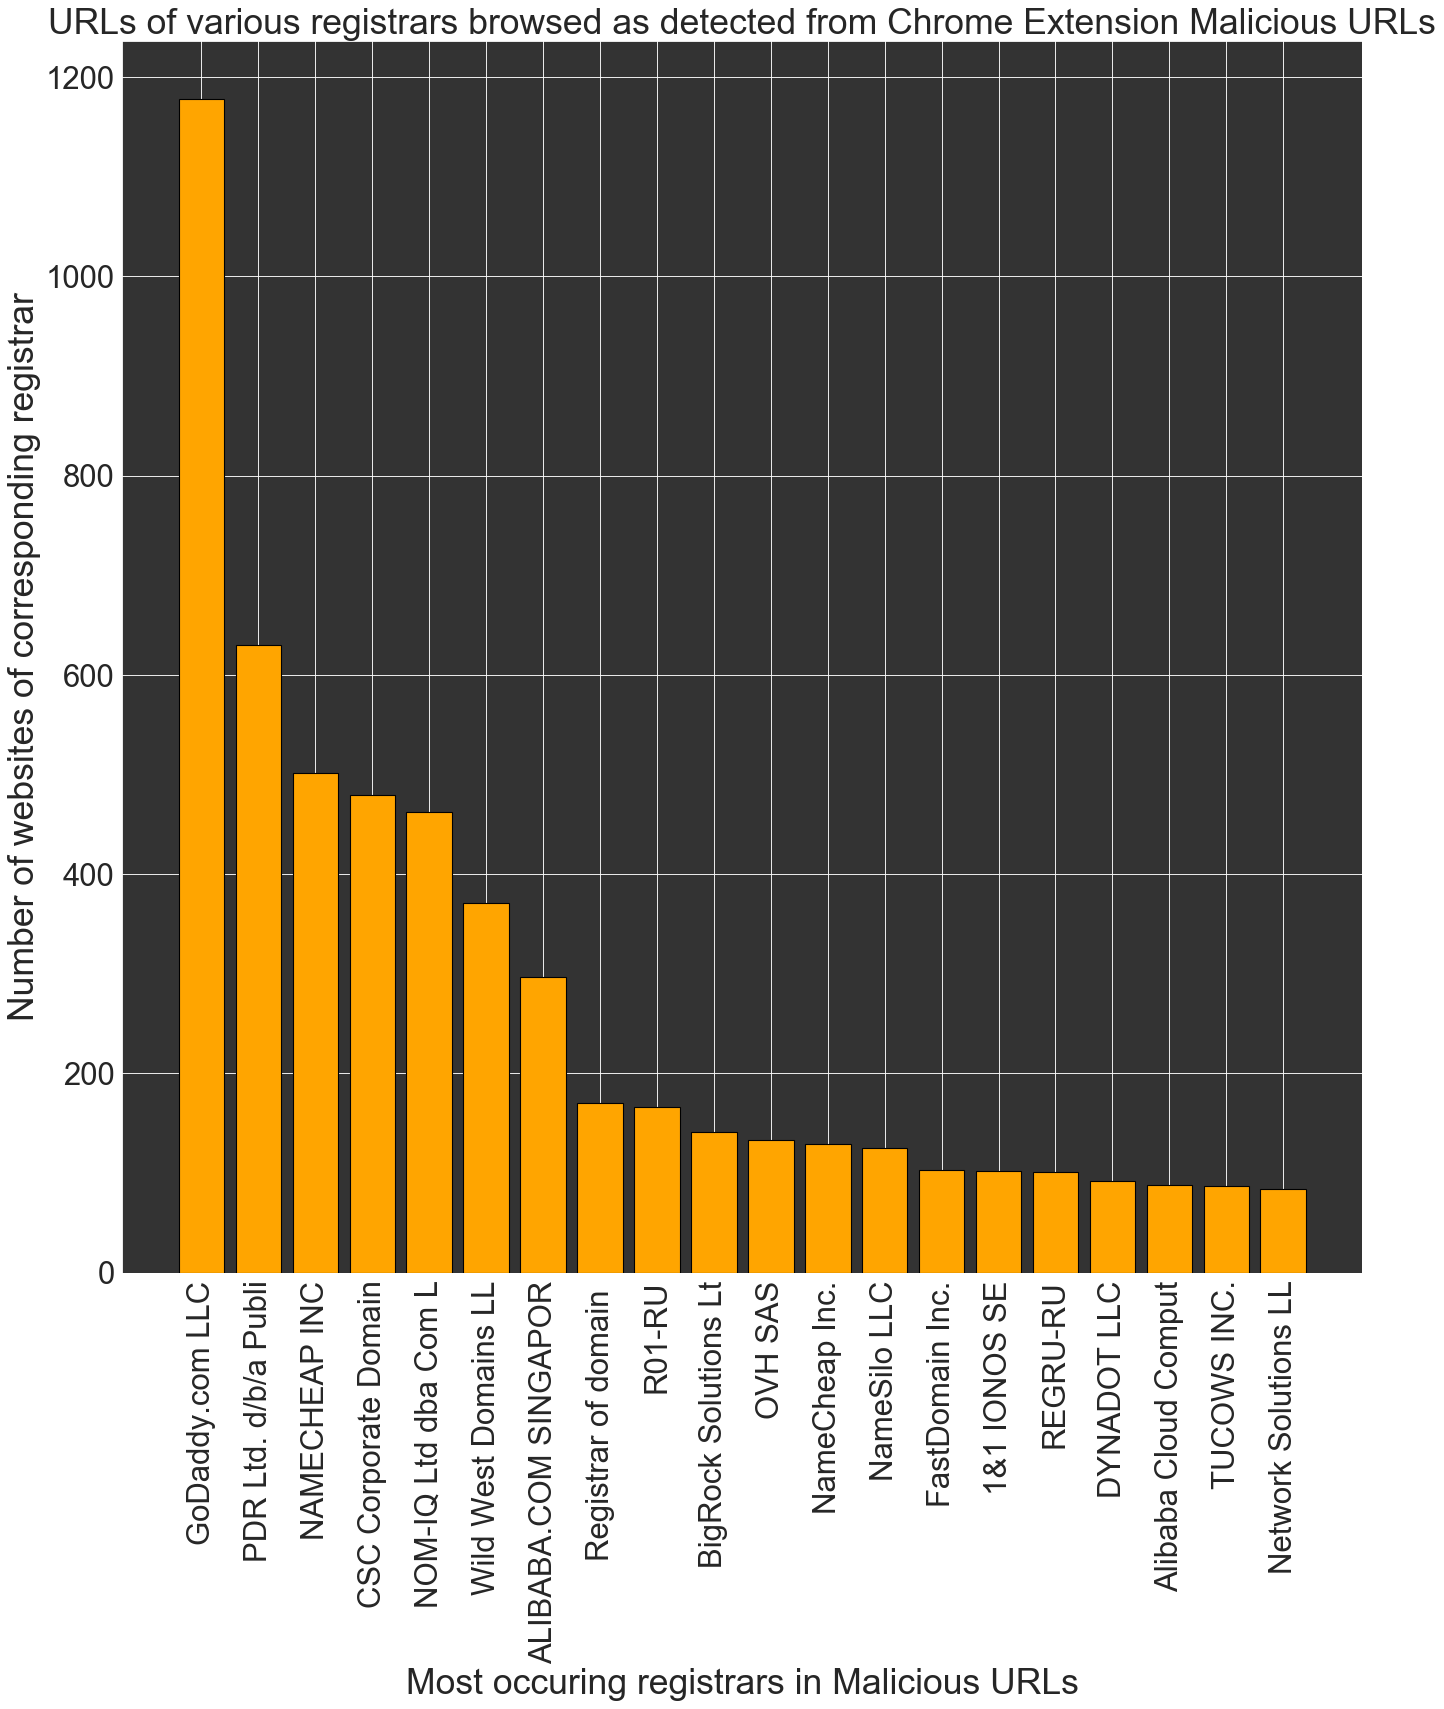 URLs of various registrars browsed as detected from Chrome Extension Malicious URLs
Number of websites of corresponding registrar
1200
1000
800
600
400
200
0
GoDaddy.com LLC
PDR Ltd. d/b/a Publi
NAMECHEAP INC
CSC Corporate Domain
NOM-IQ Ltd dba Com L
Wild West Domains LL
ALIBABA.COM SINGAPOR
Registrar of domain
R01-RU
BigRock Solutions Lt
OVH SAS
NameCheap Inc.
NameSilo LLC
FastDomain Inc.
1&1 IONOS SE
REGRU-RU
DYNADOT LLC
Alibaba Cloud Comput
TUCOWS INC.
Network Solutions LL
Most occuring registrars in Malicious URLs